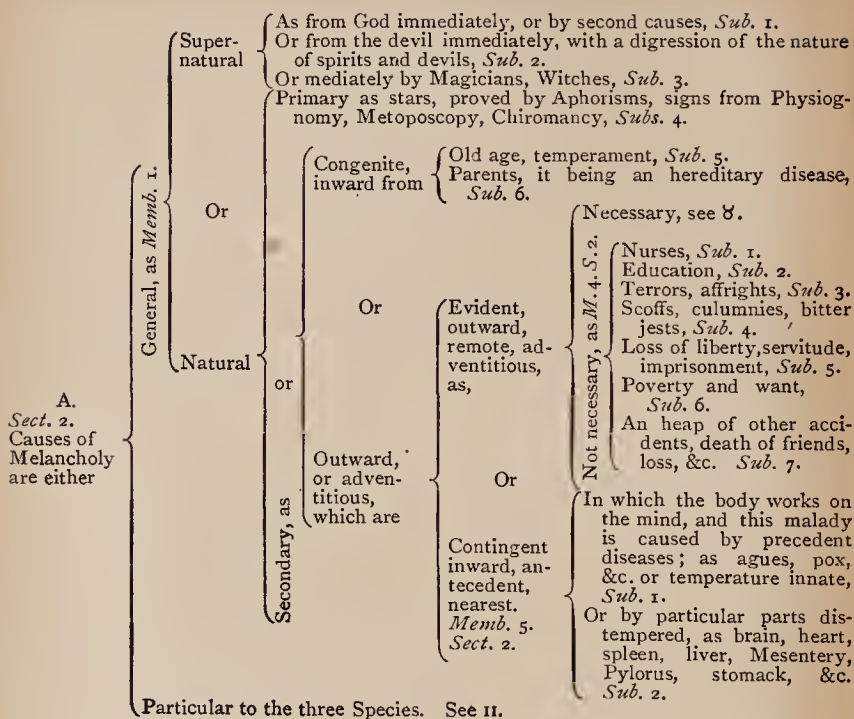 As from God immediately, or by second causes, Sub. 1.
Or from the devil immediately, with a digression of the nature
of spirits and devils, Sub. 2.
Or mediately by Magicians, Witches, Sub. 3.
Super-
natural
Primary as stars, proved by Aphorisms, signs from Physiog-
nomy, Metoposcopy, Chiromancy, Subs. 4.
General, as Memb. 1.
Or
Congenite,
inward from
Old age, temperament, Sub. 5.
Parents, it being an hereditary disease,
Sub. 6.
Natural
Secondary, as
or
Or
Evident,
outward,
remote, ad-
ventitious,
as,
Necessary, see ♉.
Not necessary, as M. 4. S. 2.
Nurses, Sub. 1.
Education, Sub. 2.
Terrors, affrights, Sub. 3.
Scoffs, culumnies, bitter
jests, Sub. 4.
Loss of liberty, servitude,
imprisonment, Sub. 5.
Poverty and want,
Sub. 6.
An heap of other acci-
dents, death of friends,
loss, &c. Sub. 7.
A.
Sect. 2.
Causes of
Melancholy
are either
Outward,
or adven-
titious,
which are
Or
Contingent
inward, an-
tecedent,
nearest.
Memb. 5.
Sect. 2.
In which the body works on
the mind, and this malady
is caused by precedent
diseases; as agues, pox,
&c. or temperature innate,
Sub. 1.
Or by particular parts dis-
tempered, as brain, heart,
spleen, liver, Mesentery,
Pylorus, stomack, &c.
Sub. 2.
Particular to the three Species. See II.